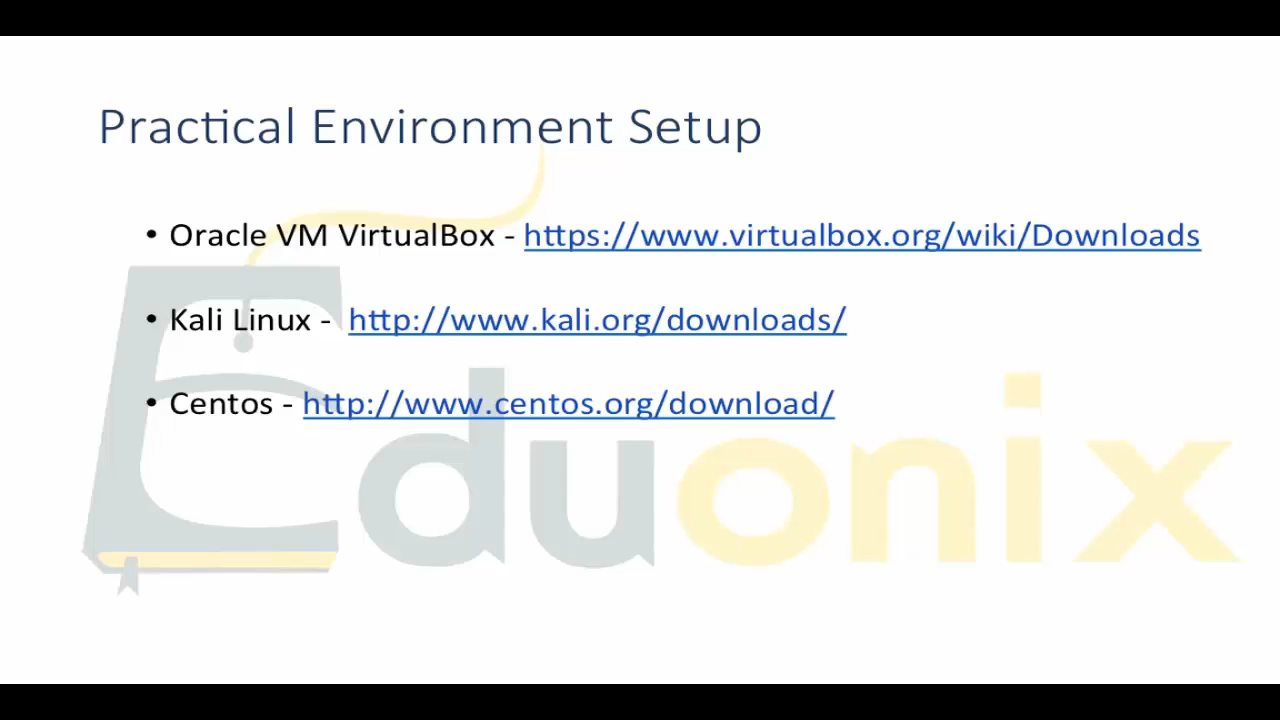 Practical Environment Setup
• Oracle VM VirtualBox - https://www.virtualbox.org/wiki/Downloads
• Kali Linux - http://www.kali.org/downloads/
• Centos - http://www.centos.org/download/
Eduonix